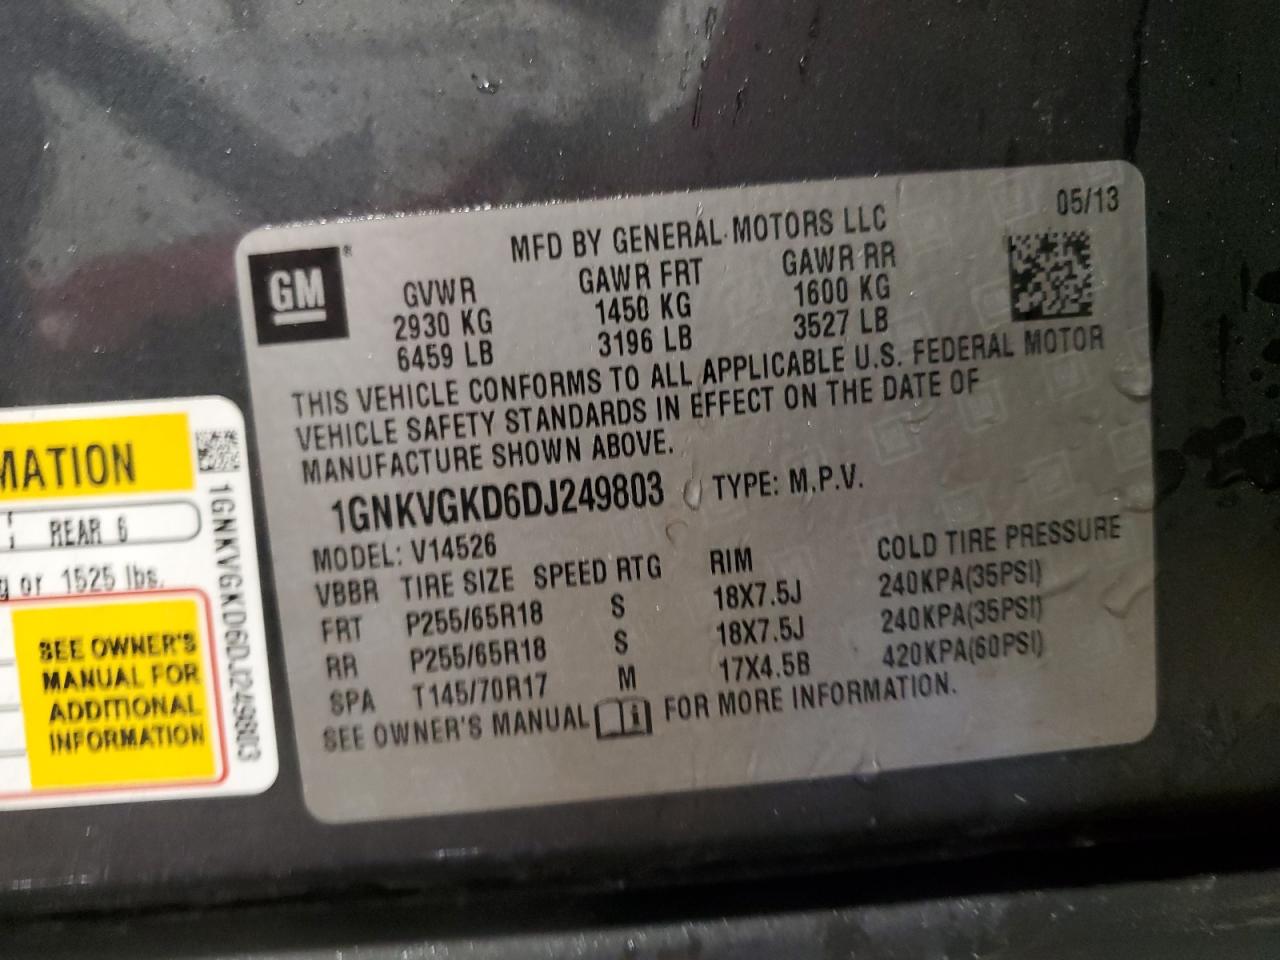 05/13
MFD BY GENERAL MOTORS LLC
GM
®
GVWR GAWR FRT GAWR RR
2930 KG 1450 KG 1600 KG
6459 LB 3196 LB 3527 LB
THIS VEHICLE CONFORMS TO ALL APPLICABLE U.S. FEDERAL MOTOR
VEHICLE SAFETY STANDARDS IN EFFECT ON THE DATE OF
MANUFACTURE SHOWN ABOVE.
1GNKVGKD6DJ249803 TYPE: M.P.V.
MODEL: V14526
VBBR TIRE SIZE SPEED RTG RIM COLD TIRE PRESSURE
FRT P255/65R18 S 18X7.5J 240KPA(35PSI)
RR P255/65R18 S 18X7.5J 240KPA(35PSI)
SPA T145/70R17 M 17X4.5B 420KPA(60PSI)
SEE OWNER'S MANUAL FOR MORE INFORMATION.
MATION
REAR 6
g or 1525 lbs.
SEE OWNER'S
MANUAL FOR
ADDITIONAL
INFORMATION
1GNKVGKD6DJ249803